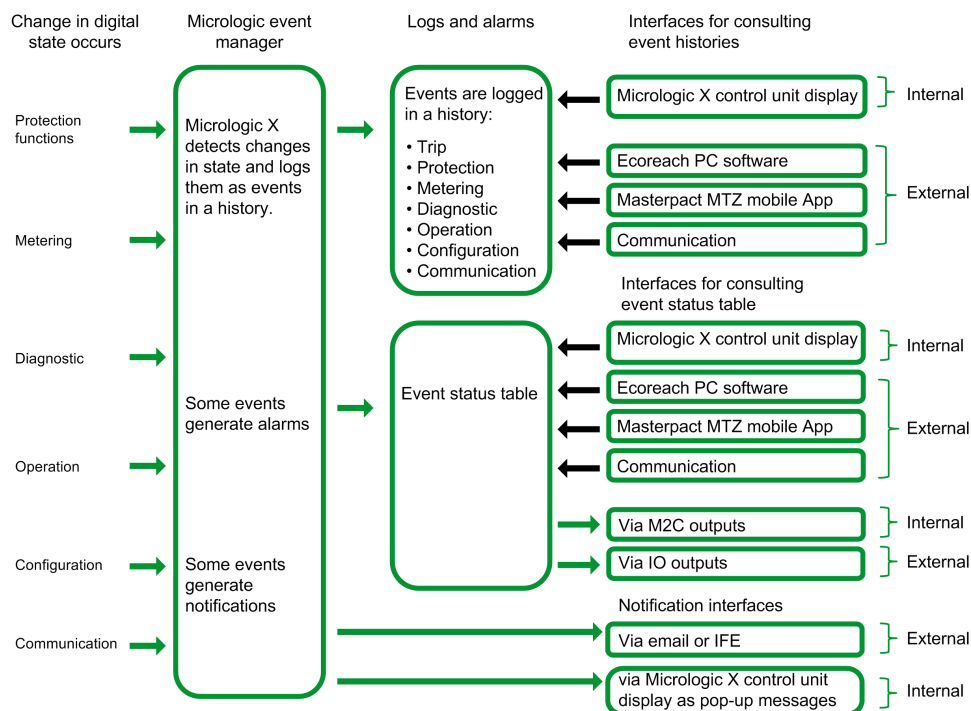 Change in digital
state occurs
Micrologic event
manager
Logs and alarms
Interfaces for consulting
event histories
Protection
functions
Metering
Diagnostic
Operation
Configuration
Communication
Micrologic X
detects changes
in state and logs
them as events
in a history.
Some events
generate alarms
Some events
generate
notifications
Events are logged
in a history:
• Trip
• Protection
• Metering
• Diagnostic
• Operation
• Configuration
• Communication
Event status table
Micrologic X control unit display
Internal
Ecoreach PC software
Masterpact MTZ mobile App
Communication
External
Interfaces for consulting
event status table
Micrologic X control unit display
Internal
Ecoreach PC software
Masterpact MTZ mobile App
Communication
External
Via M2C outputs
Internal
Via IO outputs
External
Notification interfaces
Via email or IFE
External
via Micrologic X control unit
display as pop-up messages
Internal